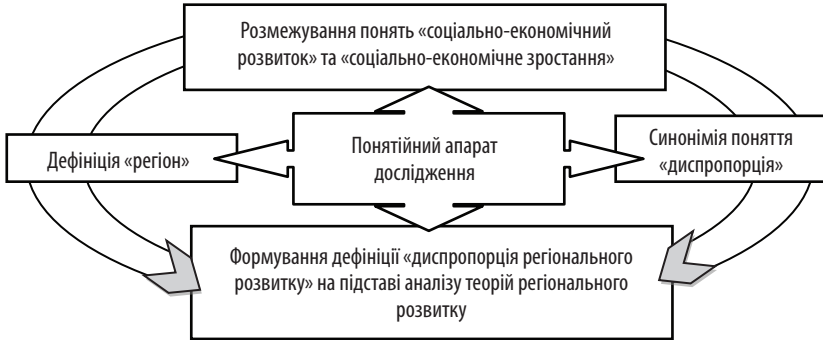 Розмежування понять «соціально-економічний
розвиток» та «соціально-економічне зростання»
Дефініція «регіон»
Понятійний апарат
дослідження
Синонімія поняття
«диспропорція»
Формування дефініції «диспропорція регіонального
розвитку» на підставі аналізу теорій регіонального
розвитку